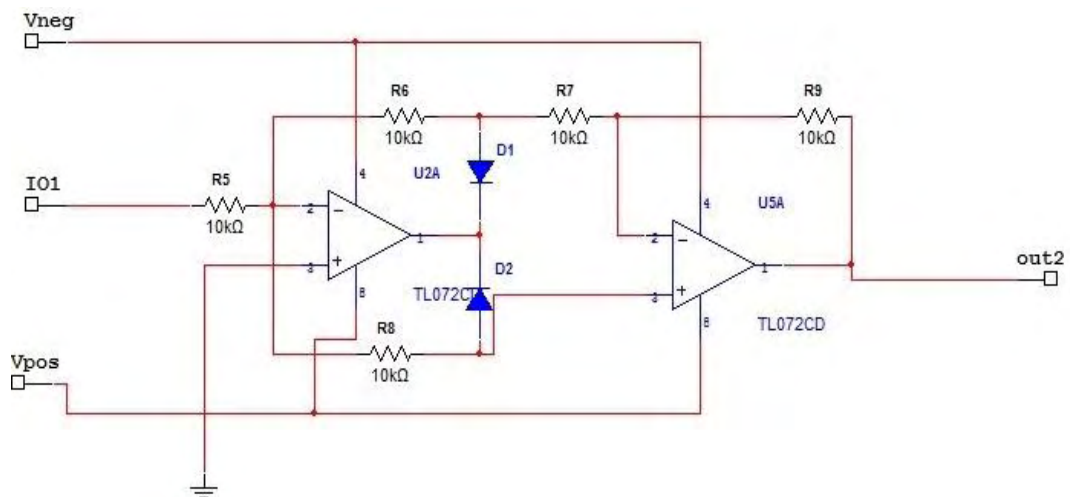 Vneg
R6
10kΩ
R7
10kΩ
R9
10kΩ
D1
U2A
4
IO1
R5
10kΩ
2
3
1
8
TL072CD
D2
R8
10kΩ
U5A
4
2
3
1
8
TL072CD
out2
Vpos